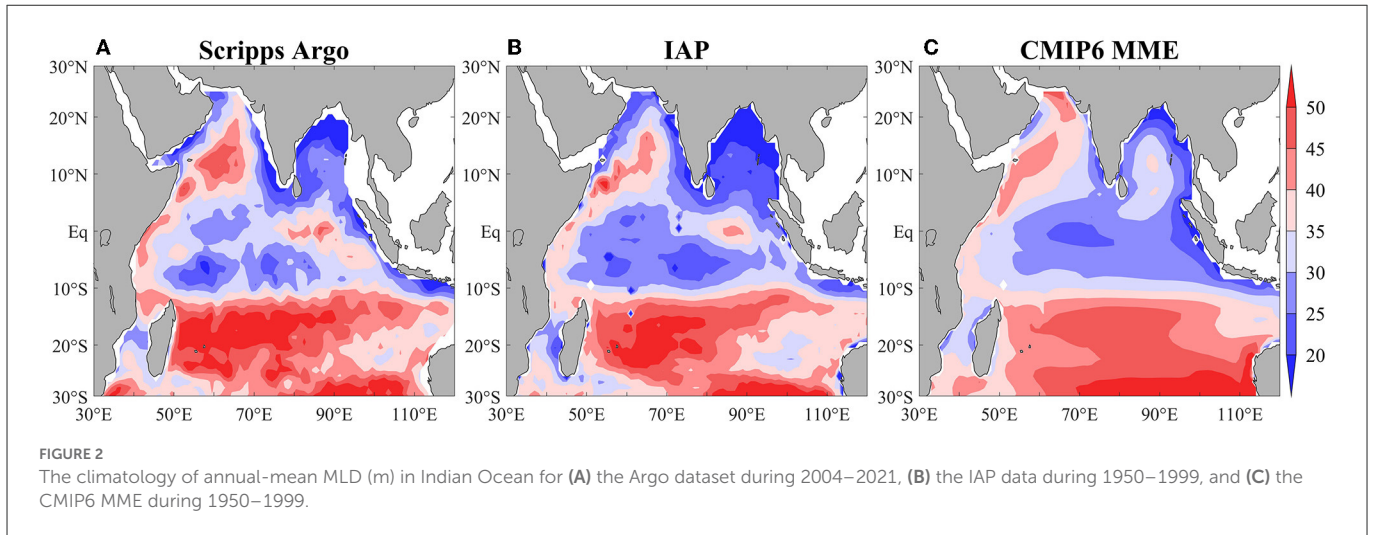 A Scripps Argo
B IAP
C CMIP6 MME
30°N 30°N 30°N
20°N 20°N 20°N
10°N 10°N 10°N
Eq Eq Eq
10°S 10°S 10°S
20°S 20°S 20°S
30°S 30°S 30°S
30°E 50°E 70°E 90°E 110°E
30°E 50°E 70°E 90°E 110°E
30°E 50°E 70°E 90°E 110°E
50
45
40
35
30
25
20
FIGURE 2
The climatology of annual-mean MLD (m) in Indian Ocean for (A) the Argo dataset during 2004–2021, (B) the IAP data during 1950–1999, and (C) the
CMIP6 MME during 1950–1999.